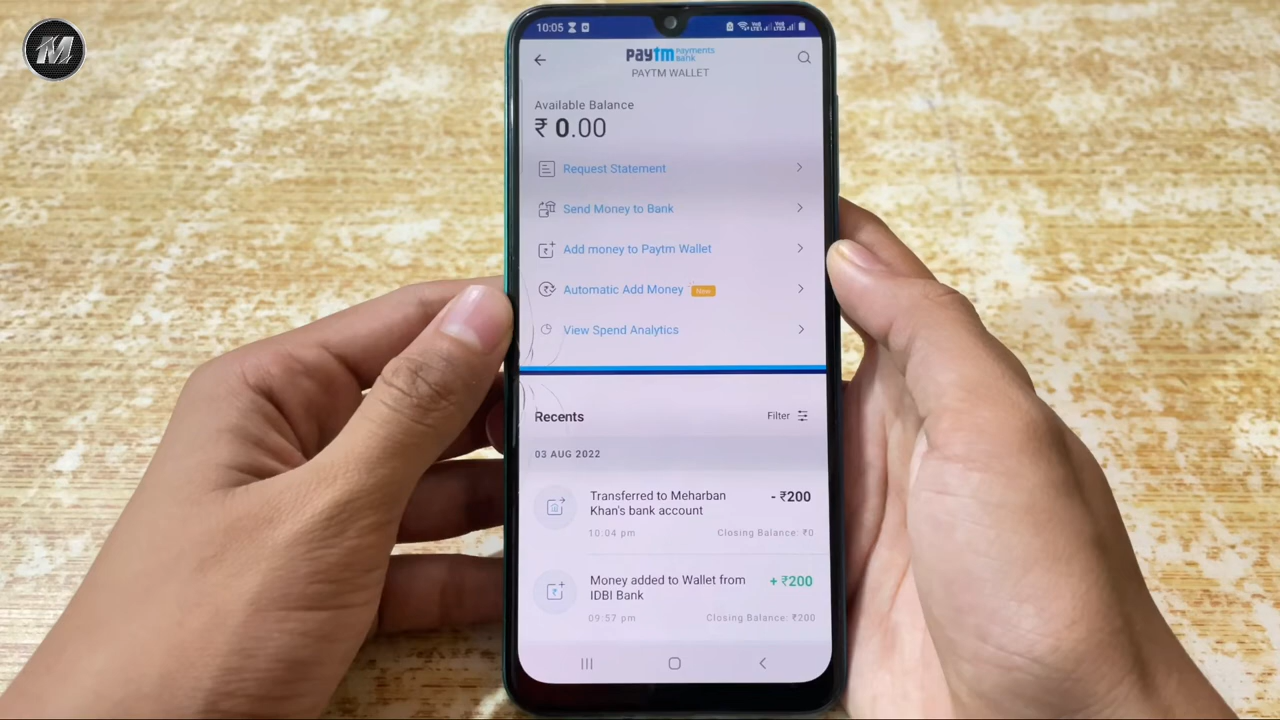 M
10:05
paytm payments bank
PAYTM WALLET
Available Balance
₹ 0.00
Request Statement
Send Money to Bank
Add money to Paytm Wallet
Automatic Add Money New
View Spend Analytics
Recents
Filter
03 AUG 2022
Transferred to Meharban - ₹200
Khan's bank account
10:04 pm Closing Balance: ₹0
Money added to Wallet from + ₹200
IDBI Bank
09:57 pm Closing Balance: ₹200